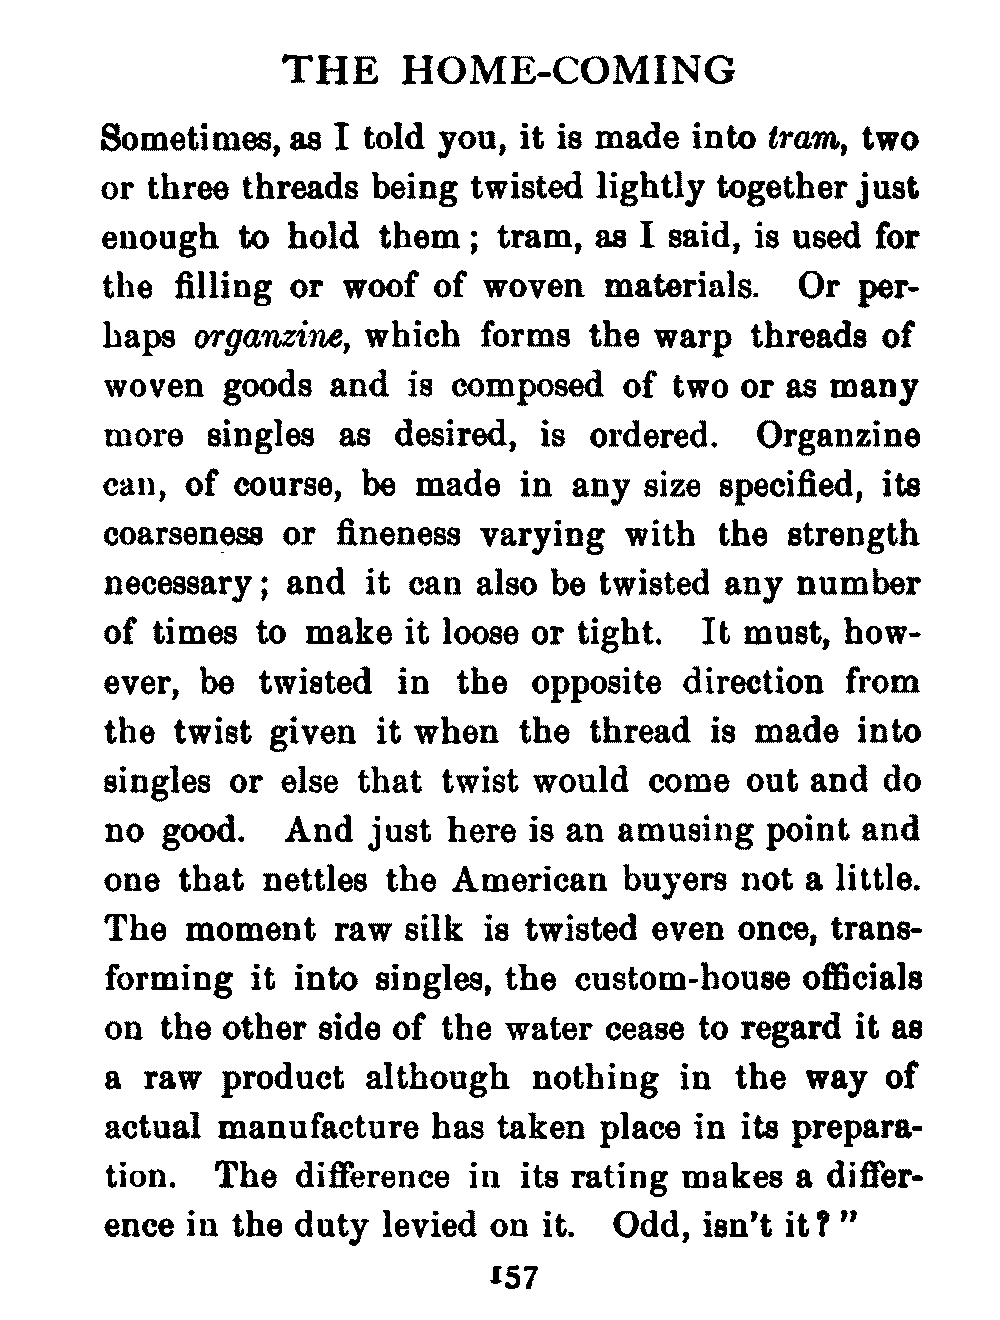 THE HOME-COMING
Sometimes, as I told you, it is made into tram, two
or three threads being twisted lightly together just
enough to hold them; tram, as I said, is used for
the filling or woof of woven materials. Or per-
haps organzine, which forms the warp threads of
woven goods and is composed of two or as many
more singles as desired, is ordered. Organzine
can, of course, be made in any size specified, its
coarseness or fineness varying with the strength
necessary; and it can also be twisted any number
of times to make it loose or tight. It must, how-
ever, be twisted in the opposite direction from
the twist given it when the thread is made into
singles or else that twist would come out and do
no good. And just here is an amusing point and
one that nettles the American buyers not a little.
The moment raw silk is twisted even once, trans-
forming it into singles, the custom-house officials
on the other side of the water cease to regard it as
a raw product although nothing in the way of
actual manufacture has taken place in its prepara-
tion. The difference in its rating makes a differ-
ence in the duty levied on it. Odd, isn't it?"
157